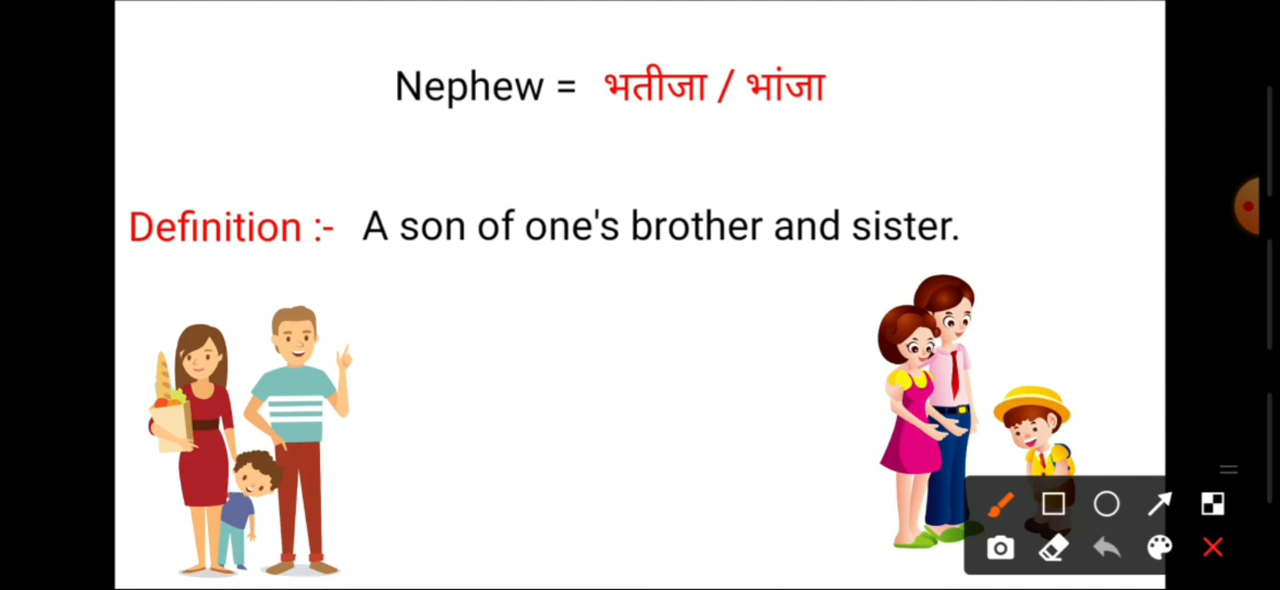 Nephew = भतीजा / भांजा
Definition :- A son of one's brother and sister.